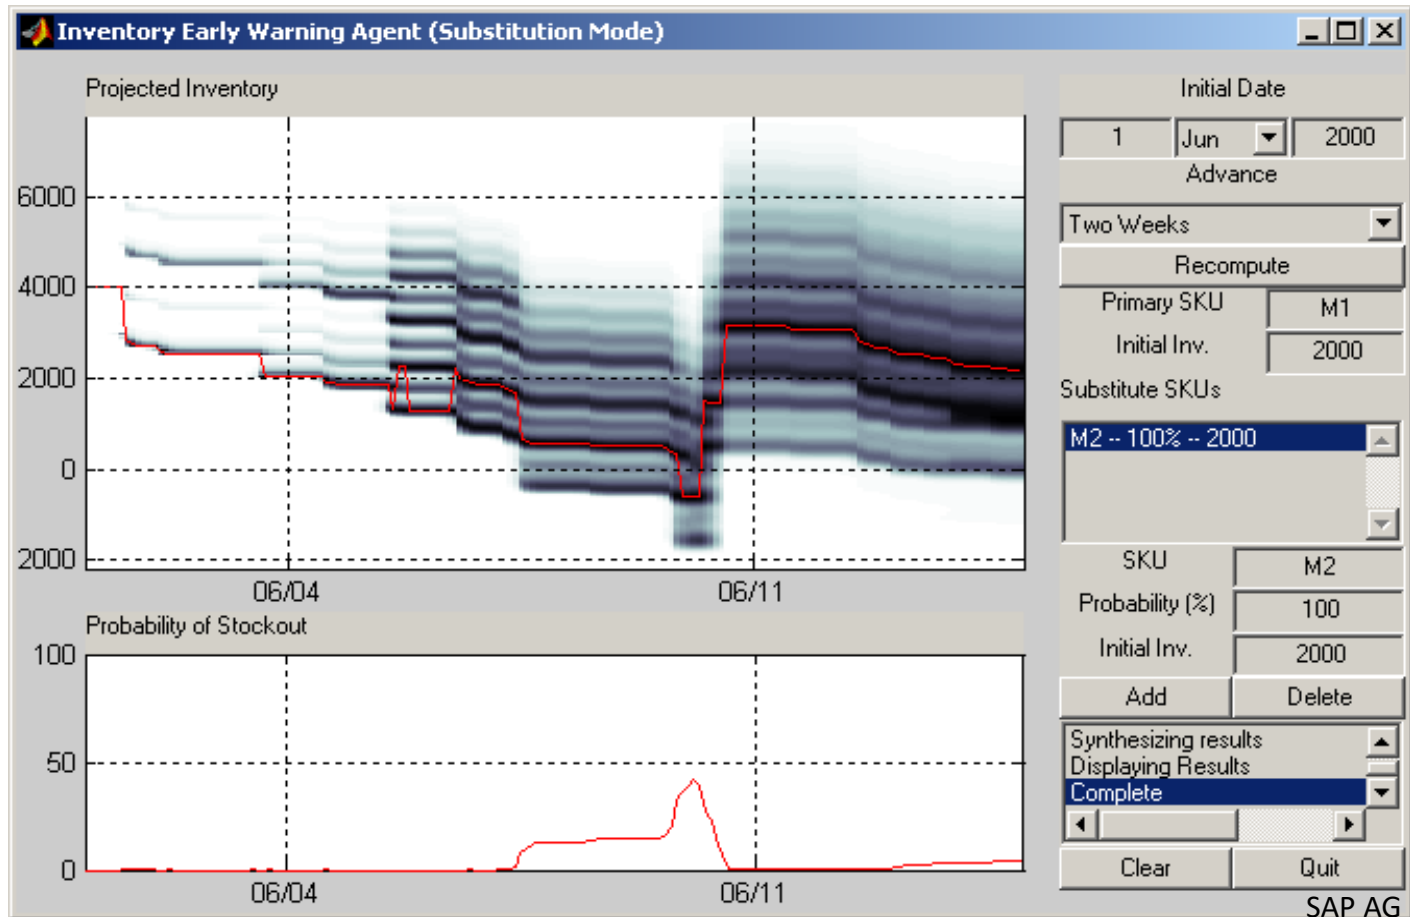 Inventory Early Warning Agent (Substitution Mode)
Projected Inventory
6000
4000
2000
0
2000
06/04 06/11
Probability of Stockout
100
50
0
06/04 06/11
Initial Date
1 Jun 2000
Advance
Two Weeks
Recompute
Primary SKU M1
Initial Inv. 2000
Substitute SKUs
M2 -- 100% -- 2000
SKU M2
Probability (%) 100
Initial Inv. 2000
Add Delete
Synthesizing results
Displaying Results
Complete
Clear Quit
SAP AG